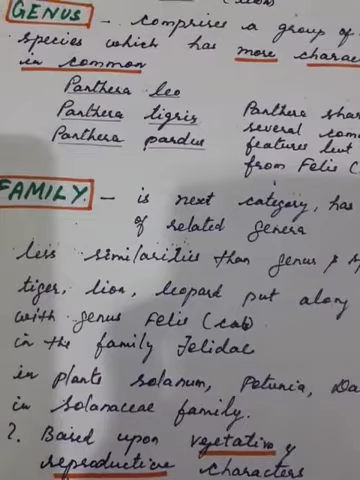 GENUS - comprises a group of
species which has more charac
in common
Panthera leo
Panthera tigris
Panthera pardus
Panthera shar
several com
features but
from Felis (
FAMILY - is next category, has
of related genera
less similarities than genus & sp
tiger, lion, leopard put along
with genus Felis (cat)
in the family Felidae
in plants solanum, Petunia, Da
in solanaceae family.
2. Based upon vegetative &
reproductive characters